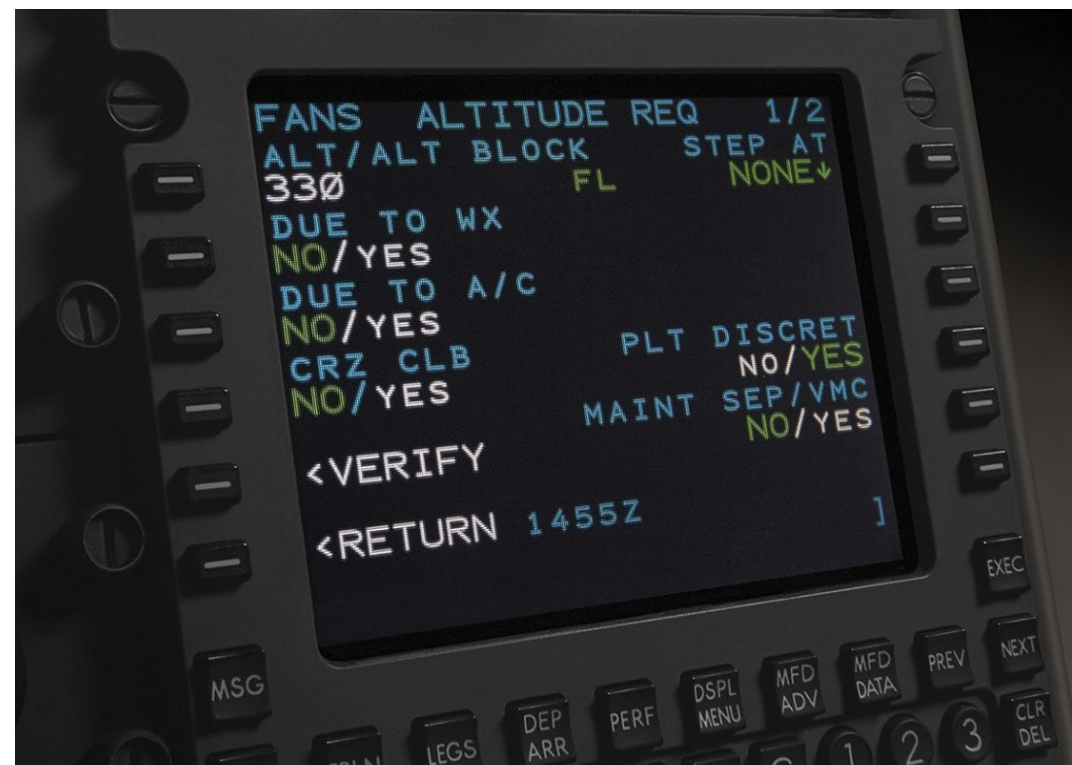 FANS ALTITUDE REQ 1/2
ALT/ALT BLOCK STEP AT
330 FL NONE↓
DUE TO WX
NO/YES
DUE TO A/C
NO/YES
CRZ CLB PLT DISCRET
NO/YES NO/YES
MAINT SEP/VMC
<VERIFY NO/YES
<RETURN 1455Z ]
EXEC
MSG DEP ARR PERF DSPL MENU MFD ADV MFD DATA PREV NEXT
LEGS 1 2 3 CLR DEL